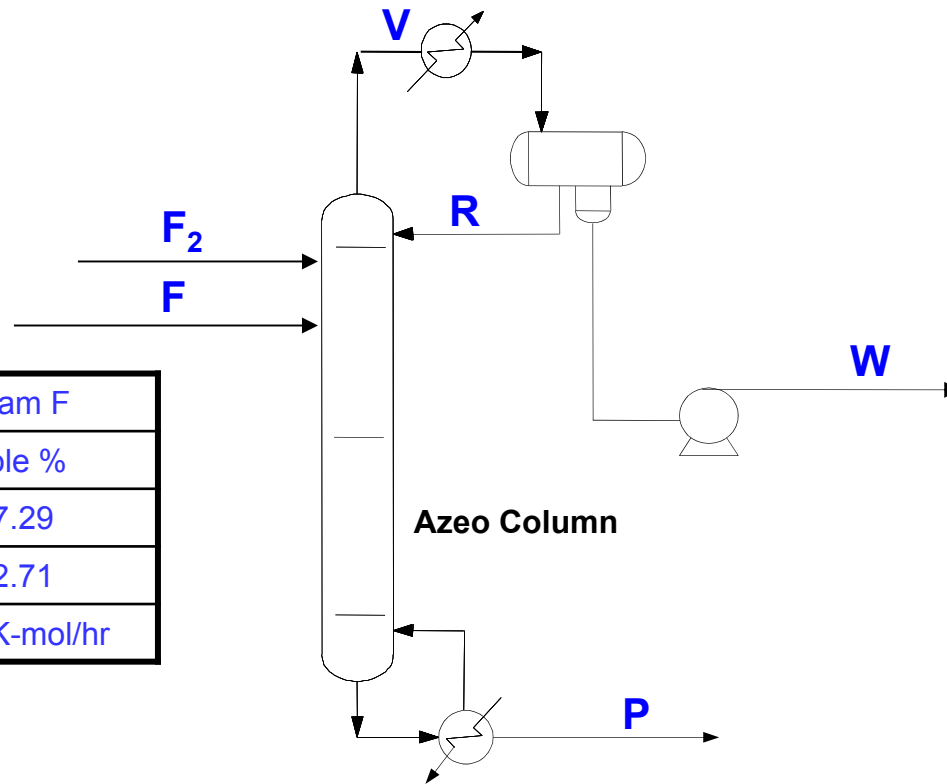 V
R
F₂
F
W
am F
ole %
7.29
2.71
K-mol/hr
Azeo Column
P